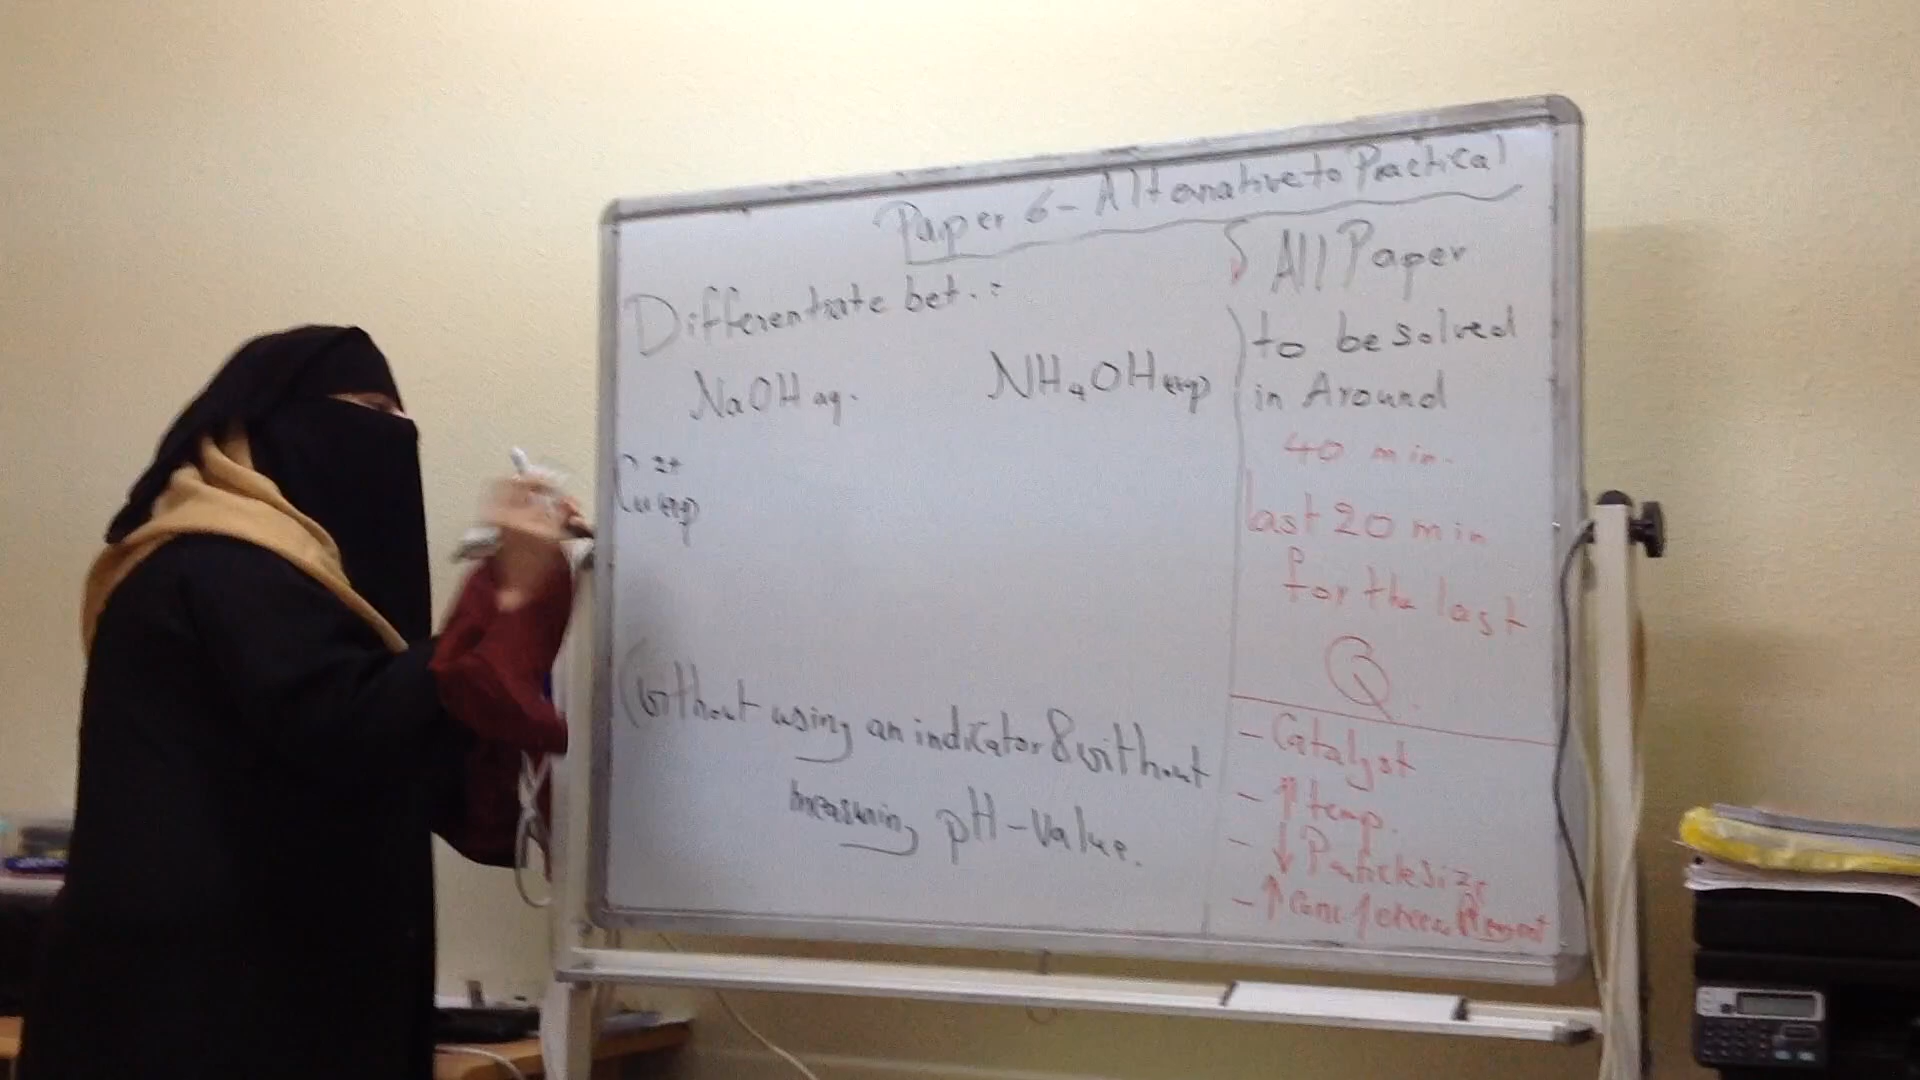 Paper 6 - Alternative to Practical
Differentiate bet. :
NaOH aq.
NH4OH(aq)
Cu2+(aq)
(without using an indicator & without
measuring pH-value.
All Paper
to be solved
in Around
40 min.
last 20 min
for the last
Q.
- Catalyst
- ↑ temp.
- ↓ Particle size
- ↑ Conc